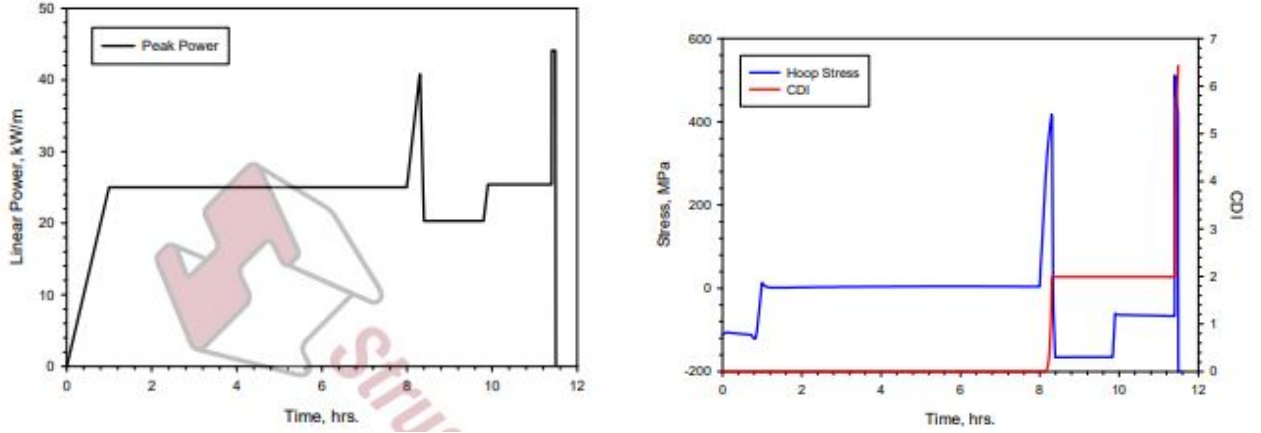 50
40
30
20
10
0
Linear Power, kW/m
Peak Power
0 2 4 6 8 10 12
Time, hrs.
Stru
600
400
200
0
-200
Stress, MPa
Hoop Stress
CDI
7
6
5
4
3
2
1
0
CDI
0 2 4 6 8 10 12
Time, hrs.